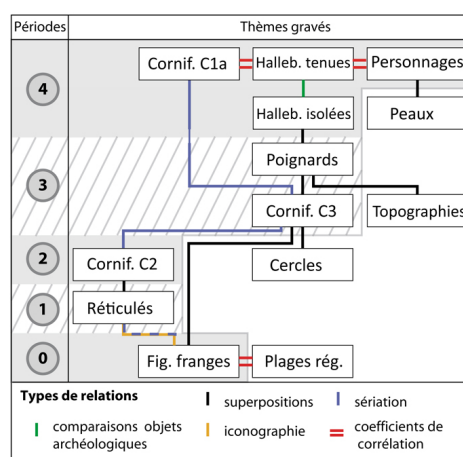 Périodes Thèmes gravés
4
Cornif. C1a Halleb. tenues Personnages
Halleb. isolées Peaux
3
Poignards
Cornif. C3 Topographies
2
Cornif. C2 Cercles
1
Réticulés
0
Fig. franges Plages rég.
Types de relations
superpositions sériation
comparaisons objets
archéologiques
iconographie
coefficients de
corrélation